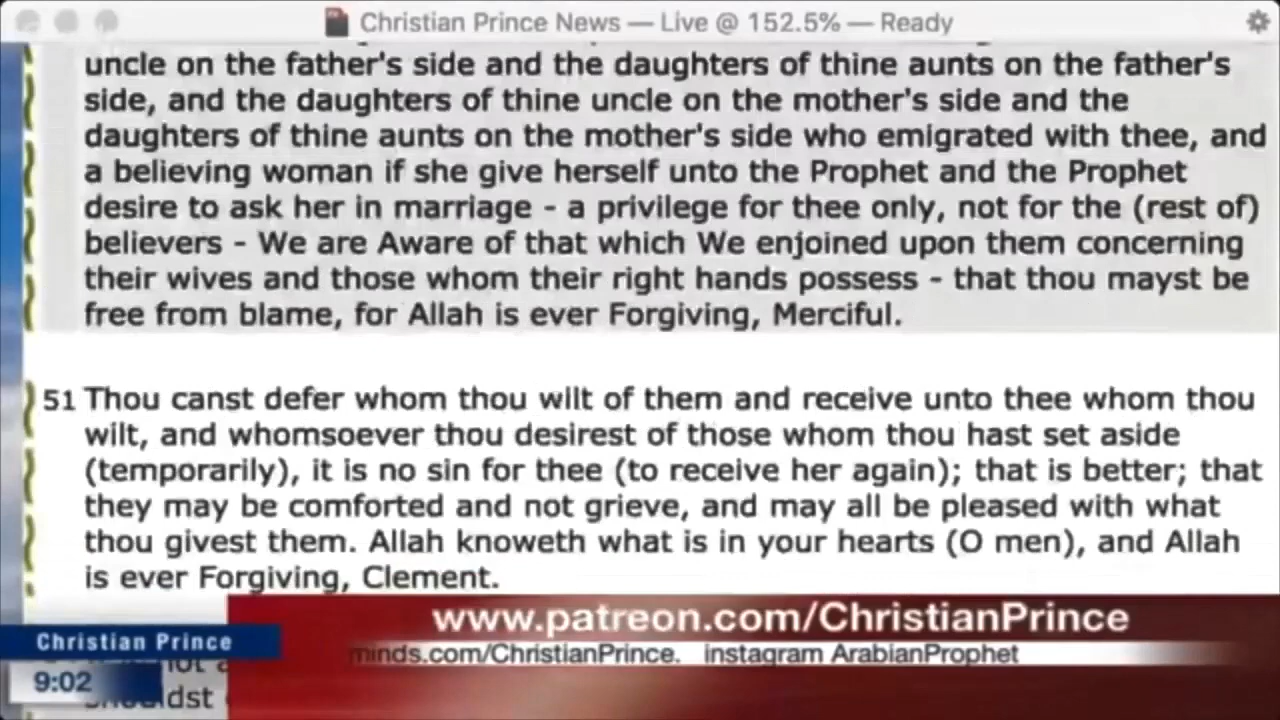 Christian Prince News — Live @ 152.5% — Ready
uncle on the father's side and the daughters of thine aunts on the father's
side, and the daughters of thine uncle on the mother's side and the
daughters of thine aunts on the mother's side who emigrated with thee, and
a believing woman if she give herself unto the Prophet and the Prophet
desire to ask her in marriage - a privilege for thee only, not for the (rest of)
believers - We are Aware of that which We enjoined upon them concerning
their wives and those whom their right hands possess - that thou mayst be
free from blame, for Allah is ever Forgiving, Merciful.
51 Thou canst defer whom thou wilt of them and receive unto thee whom thou
wilt, and whomsoever thou desirest of those whom thou hast set aside
(temporarily), it is no sin for thee (to receive her again); that is better; that
they may be comforted and not grieve, and may all be pleased with what
thou givest them. Allah knoweth what is in your hearts (O men), and Allah
is ever Forgiving, Clement.
www.patreon.com/ChristianPrince
Christian Prince
minds.com/ChristianPrince. instagram ArabianProphet
9:02